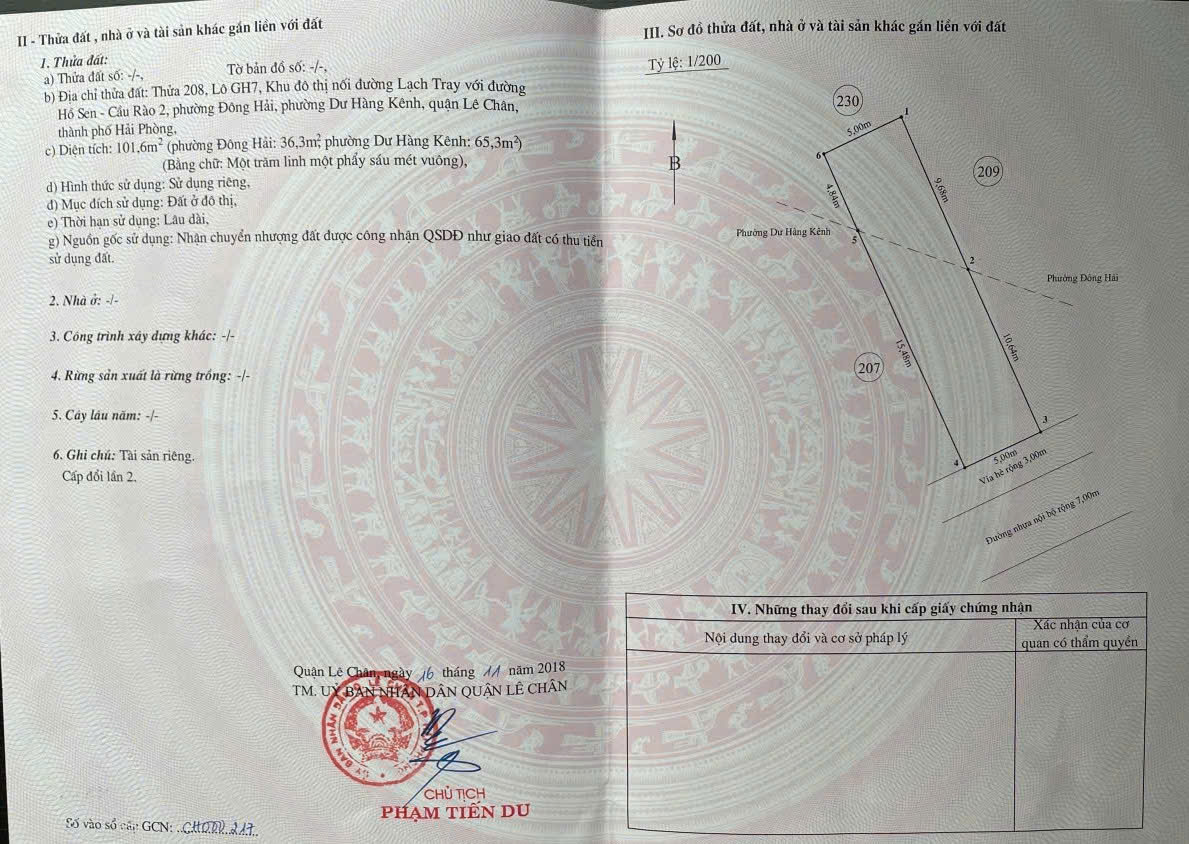 II - Thửa đất , nhà ở và tài sản khác gắn liền với đất
1. Thửa đất:
a) Thửa đất số: -/-, Tờ bản đồ số: -/-,
b) Địa chỉ thửa đất: Thửa 208, Lô GH7, Khu đô thị nối đường Lạch Tray với đường
Hồ Sen - Cầu Rào 2, phường Đông Hải, phường Dư Hàng Kênh, quận Lê Chân,
thành phố Hải Phòng,
c) Diện tích: 101,6m² (phường Đông Hải: 36,3m², phường Dư Hàng Kênh: 65,3m²)
(Bằng chữ: Một trăm linh một phẩy sáu mét vuông),
d) Hình thức sử dụng: Sử dụng riêng,
đ) Mục đích sử dụng: Đất ở đô thị,
e) Thời hạn sử dụng: Lâu dài,
g) Nguồn gốc sử dụng: Nhận chuyển nhượng đất được công nhận QSDĐ như giao đất có thu tiền
sử dụng đất.
2. Nhà ở: -/-
3. Công trình xây dựng khác: -/-
4. Rừng sản xuất là rừng trồng: -/-
5. Cây lâu năm: -/-
6. Ghi chú: Tài sản riêng.
Cấp đổi lần 2.
Quận Lê Chân, ngày 16 tháng 11 năm 2018
TM. UỶ BAN NHÂN DÂN QUẬN LÊ CHÂN
CHỦ TỊCH
PHẠM TIẾN DU
Số vào sổ cấp GCN: CH00217
III. Sơ đồ thửa đất, nhà ở và tài sản khác gắn liền với đất
Tỷ lệ: 1/200
B
230
1
5,00m
6
209
9,68m
4,84m
Phường Dư Hàng Kênh
5
2
Phường Đông Hải
15,48m
10,64m
207
3
4
5,00m
Vỉa hè rộng 3,00m
Đường nhựa nội bộ rộng 7,00m
IV. Những thay đổi sau khi cấp giấy chứng nhận
Nội dung thay đổi và cơ sở pháp lý
Xác nhận của cơ
quan có thẩm quyền